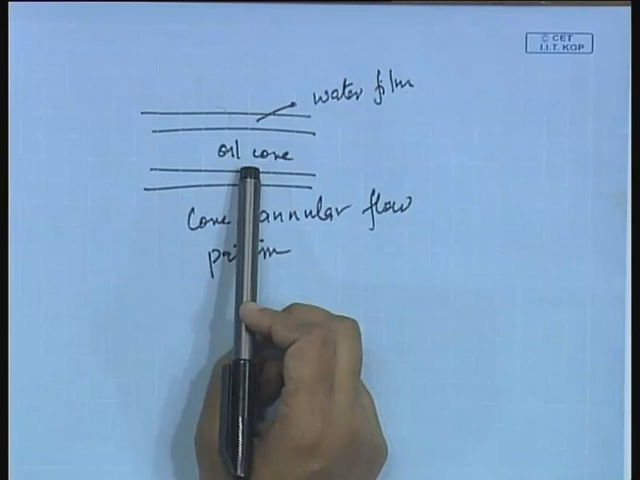 © CET
I.I.T. KGP
water film
oil core
core annular flow